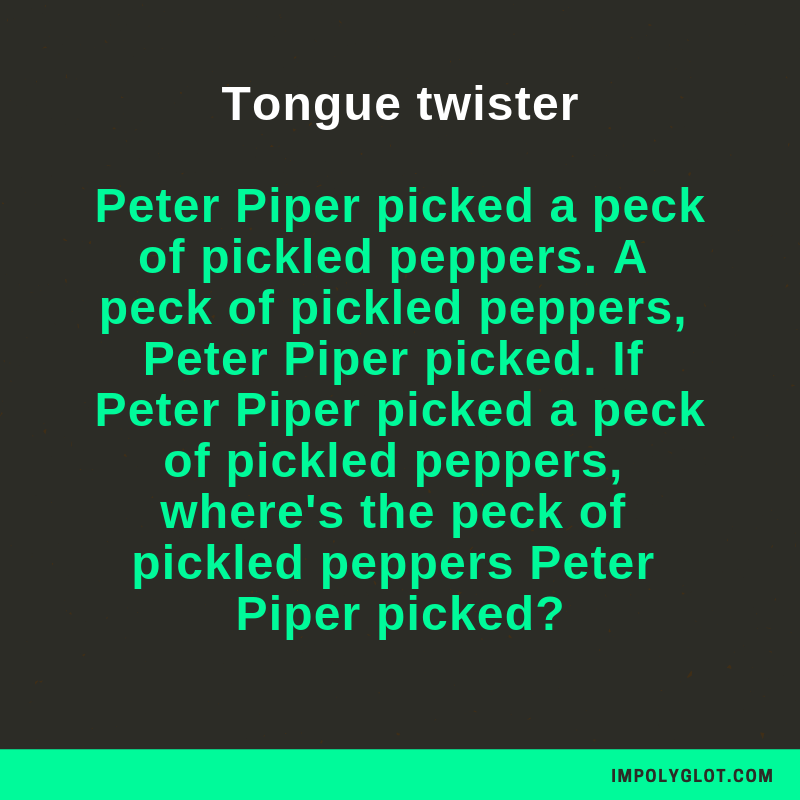 Tongue twister
Peter Piper picked a peck
of pickled peppers. A
peck of pickled peppers,
Peter Piper picked. If
Peter Piper picked a peck
of pickled peppers,
where's the peck of
pickled peppers Peter
Piper picked?
IMPOLYGLOT.COM